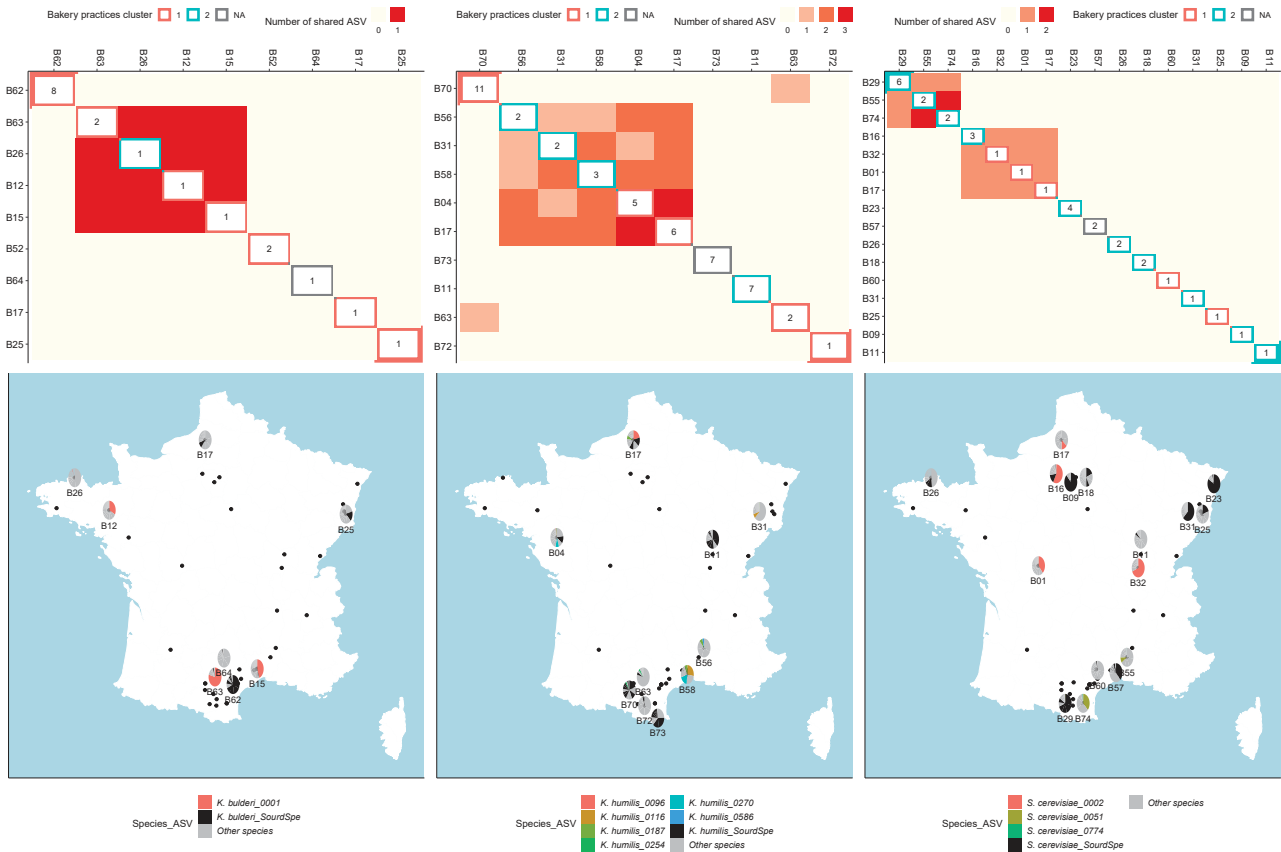 Bakery practices cluster 1 2 NA Number of shared ASV 0 1
B62 B63 B26 B12 B15 B52 B64 B17 B25
B62 8
B63 2
B26 1
B12 1
B15 1
B52 2
B64 1
B17 1
B25 1
Bakery practices cluster 1 2 NA Number of shared ASV 0 1 2 3
B70 B56 B31 B58 B04 B17 B73 B11 B63 B72
B70 11
B56 2
B31 2
B58 3
B04 5
B17 6
B73 7
B11 7
B63 2
B72 1
Number of shared ASV 0 1 2 Bakery practices cluster 1 2 NA
B29 B55 B74 B16 B32 B01 B17 B23 B57 B26 B18 B60 B31 B25 B09 B11
B29 6
B55 2
B74 2
B16 3
B32 1
B01 1
B17 1
B23 4
B57 2
B26 2
B18 2
B60 1
B31 1
B25 1
B09 1
B11 1
B17
B26
B12
B25
B64
B15
B63
B62
B17
B31
B04
B11
B56
B63
B58
B70
B72
B73
B17
B26
B16
B09
B18
B23
B31
B25
B11
B01
B32
B55
B60
B57
B29
B74
Species_ASV
K. bulderi_0001
K. bulderi_SourdSpe
Other species
Species_ASV
K. humilis_0096
K. humilis_0116
K. humilis_0187
K. humilis_0254
K. humilis_0270
K. humilis_0586
K. humilis_SourdSpe
Other species
Species_ASV
S. cerevisiae_0002
S. cerevisiae_0051
S. cerevisiae_0774
S. cerevisiae_SourdSpe
Other species